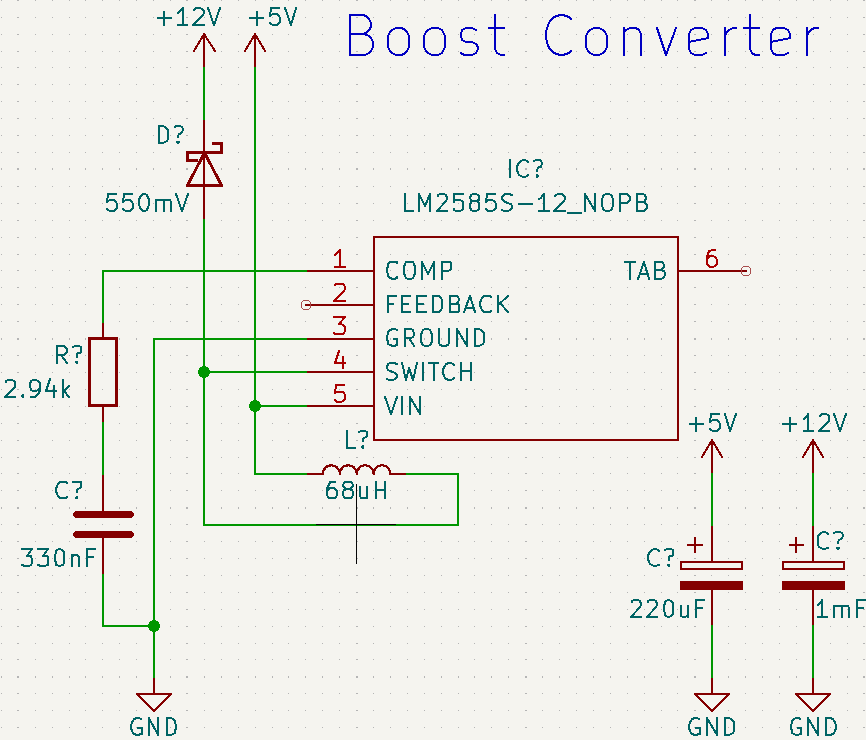 +12V
+5V
Boost Converter
D?
550mV
IC?
LM2585S-12_NOPB
1
COMP
TAB
6
2
FEEDBACK
3
GROUND
R?
2.94k
4
SWITCH
5
VIN
L?
68uH
+5V
+12V
C?
330nF
+
C?
220uF
+
C?
1mF
GND
GND
GND